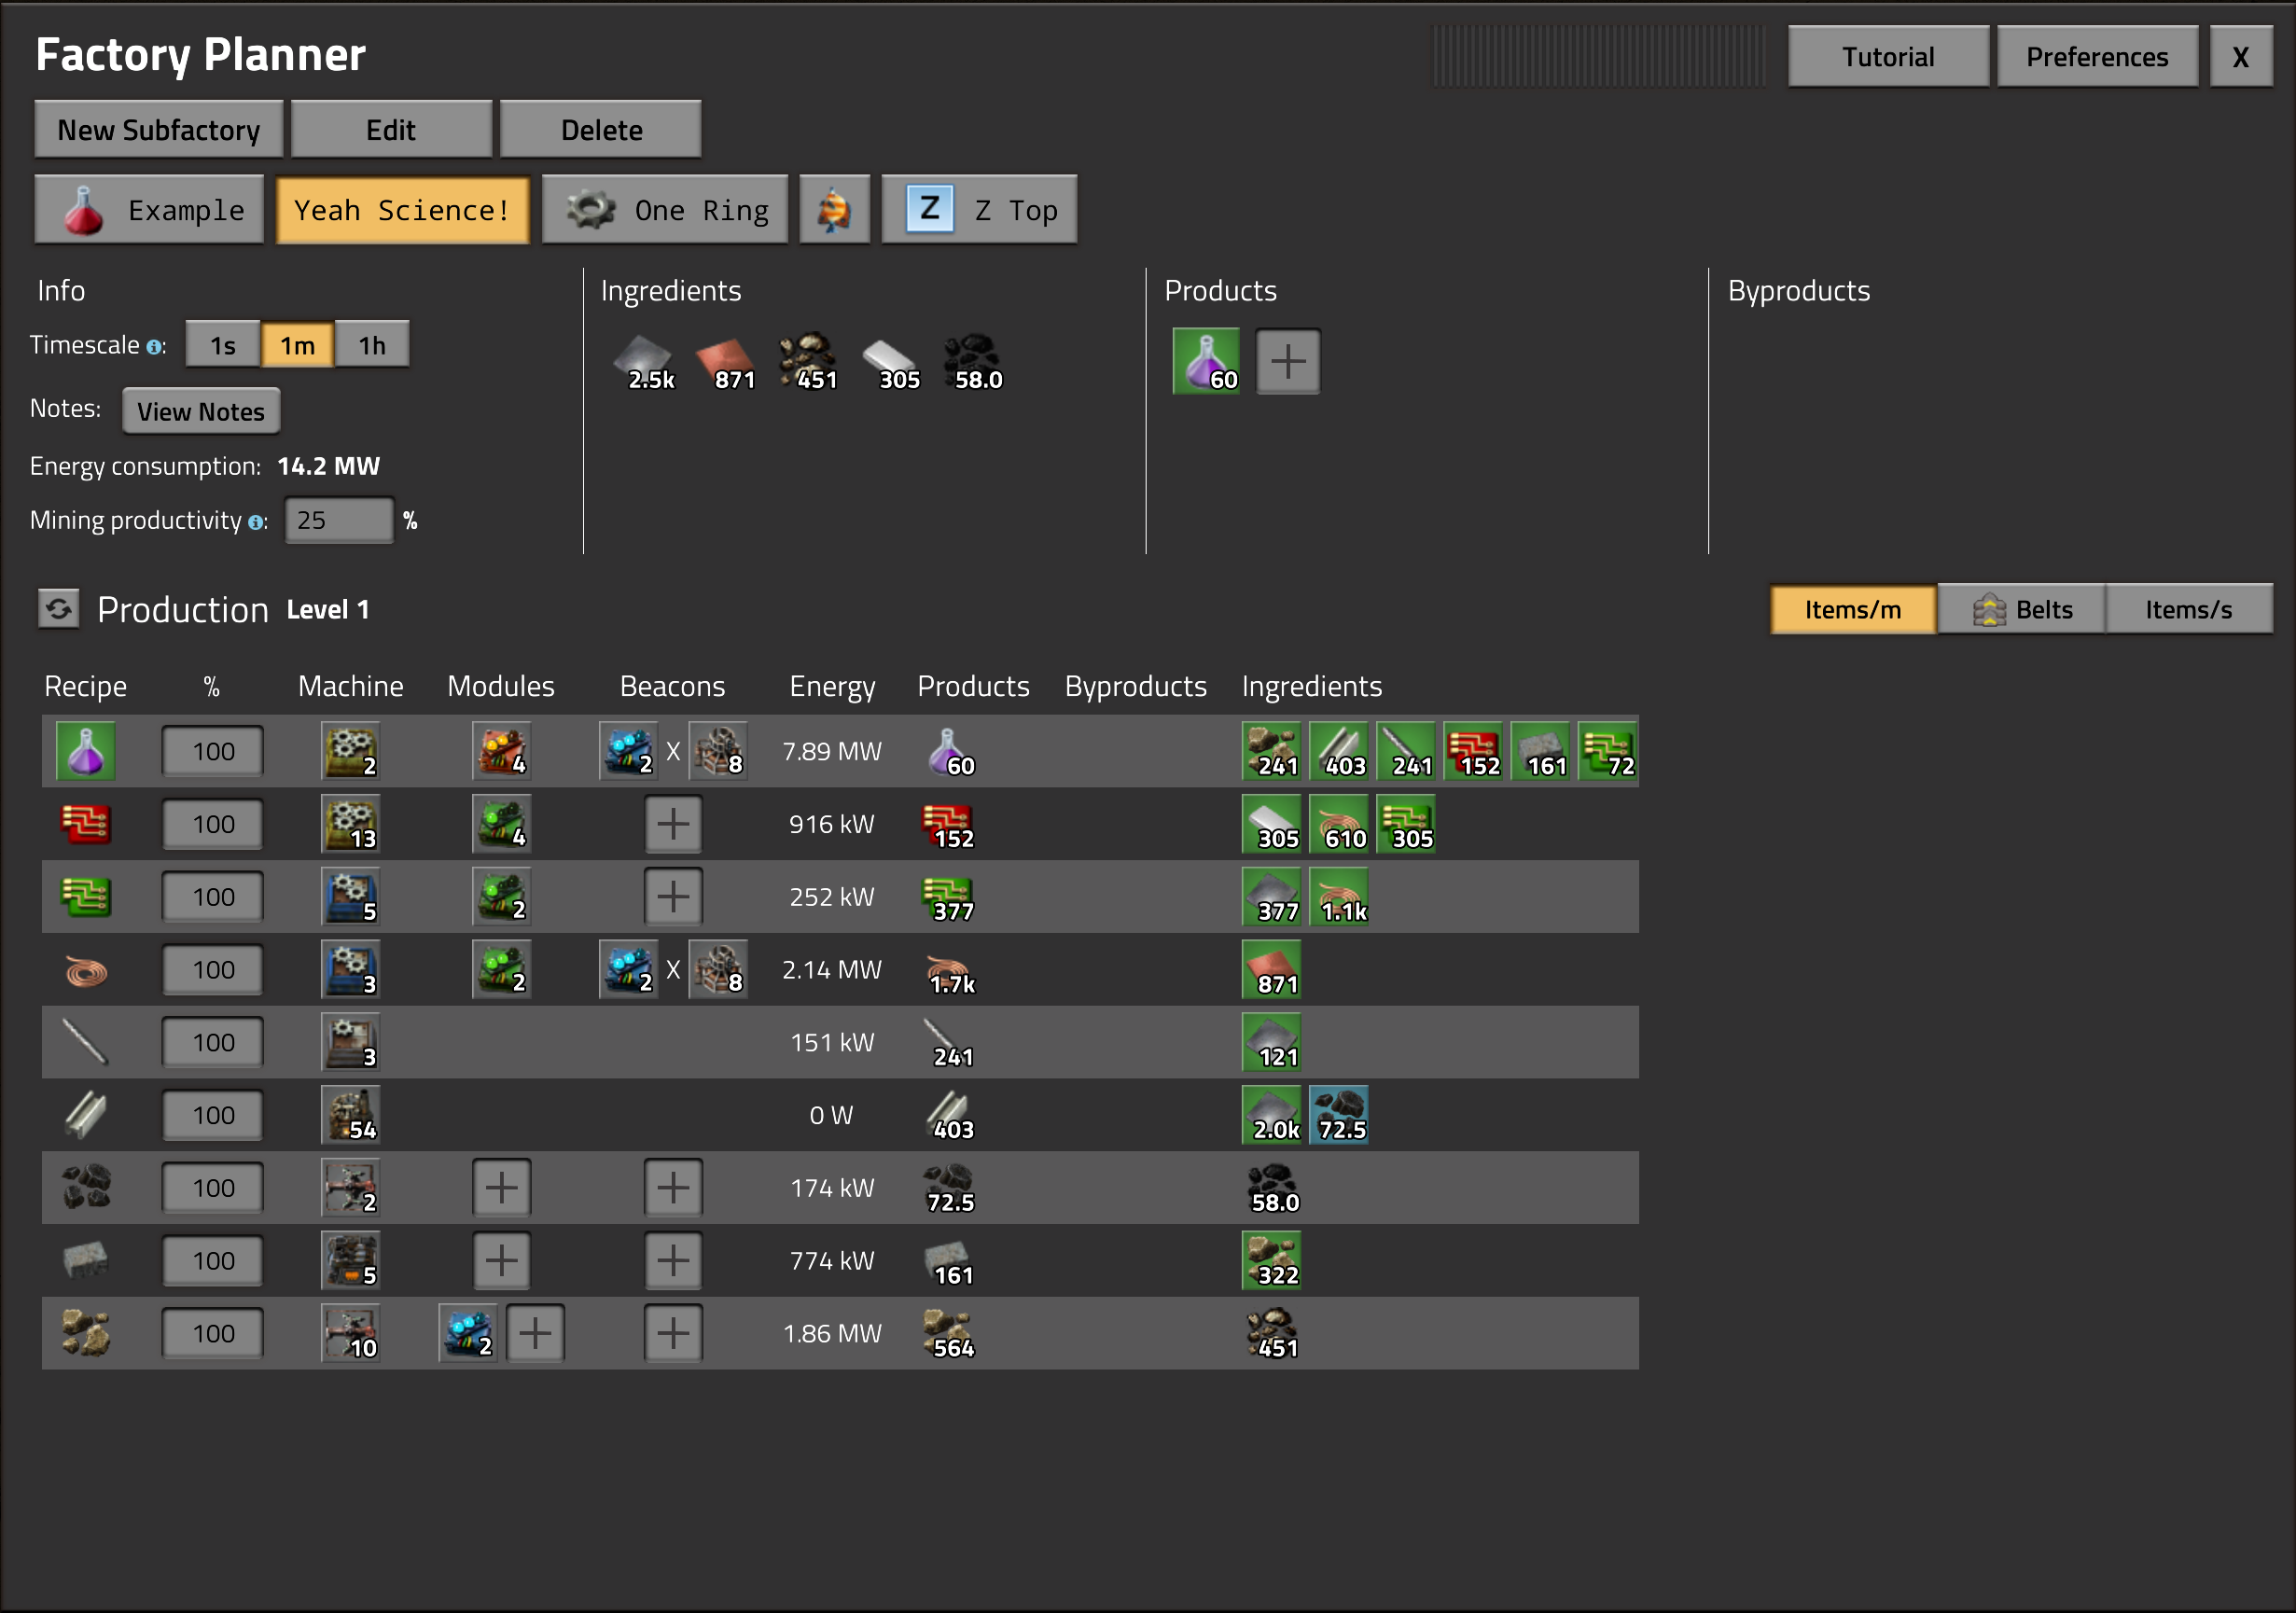 Factory Planner
Tutorial Preferences X
New Subfactory Edit Delete
Example Yeah Science! One Ring Z Z Top
Info Ingredients Products Byproducts
Timescale : 1s 1m 1h
2.5k 871 451 305 58.0 60
Notes: View Notes
Energy consumption: 14.2 MW
Mining productivity : 25 %
Production Level 1 Items/m Belts Items/s
Recipe % Machine Modules Beacons Energy Products Byproducts Ingredients
100 2 4 2 X 8 7.89 MW 60 241 403 241 152 161 72
100 13 4 916 kW 152 305 610 305
100 5 2 252 kW 377 377 1.1k
100 3 2 2 X 8 2.14 MW 1.7k 871
100 3 151 kW 241 121
100 54 0 W 403 2.0k 72.5
100 2 174 kW 72.5 58.0
100 5 774 kW 161 322
100 10 2 1.86 MW 564 451